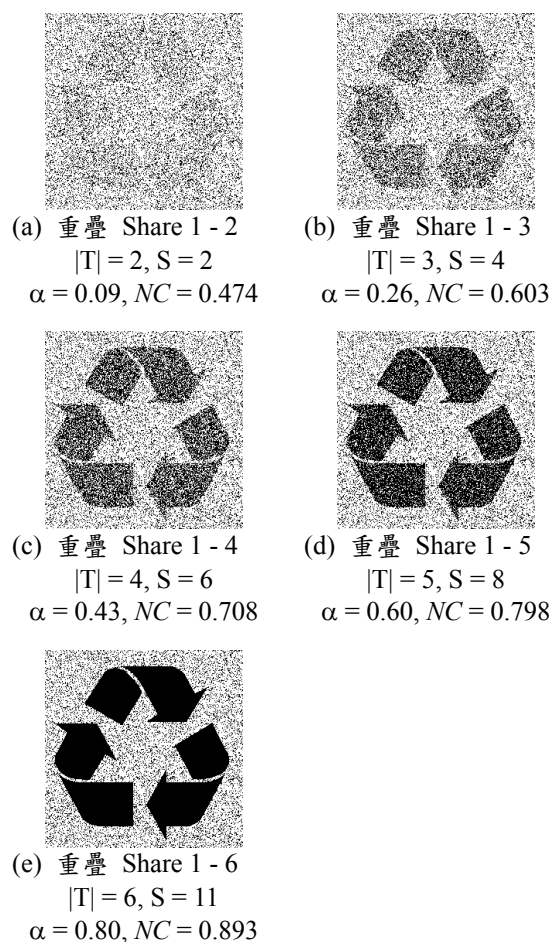 (a) 重疊 Share 1 - 2
|T| = 2, S = 2
α = 0.09, NC = 0.474
(b) 重疊 Share 1 - 3
|T| = 3, S = 4
α = 0.26, NC = 0.603
(c) 重疊 Share 1 - 4
|T| = 4, S = 6
α = 0.43, NC = 0.708
(d) 重疊 Share 1 - 5
|T| = 5, S = 8
α = 0.60, NC = 0.798
(e) 重疊 Share 1 - 6
|T| = 6, S = 11
α = 0.80, NC = 0.893